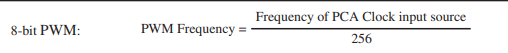 8-bit PWM: PWM Frequency = Frequency of PCA Clock input source
256